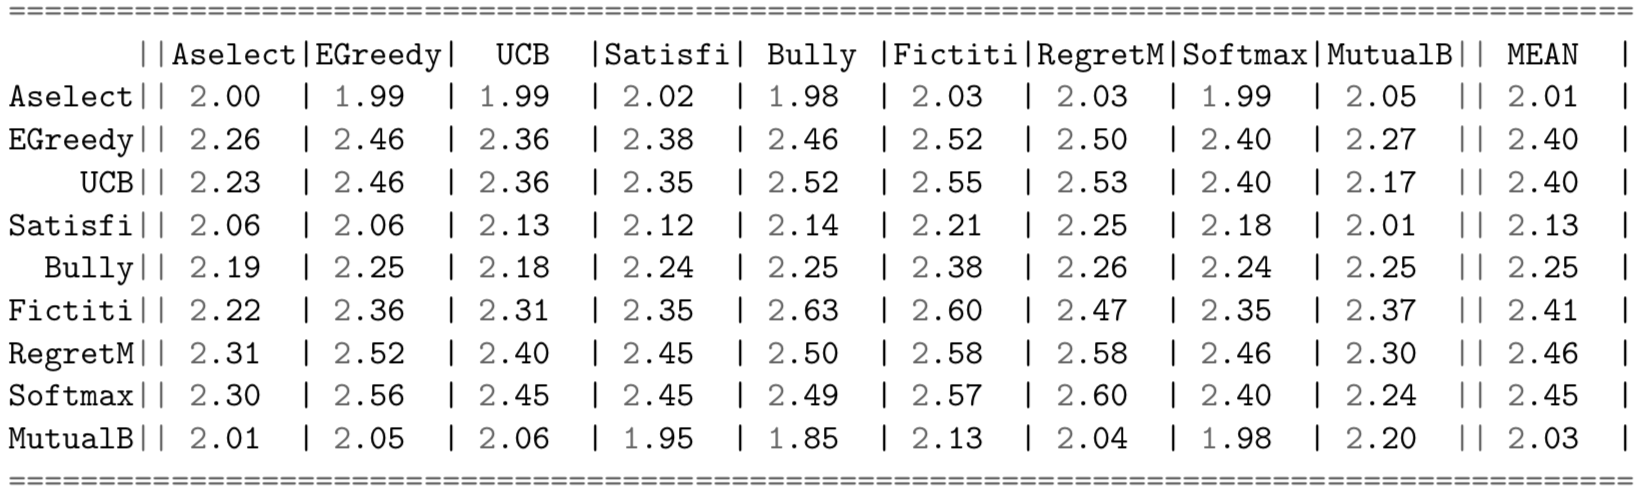 ==========================================================================================
||Aselect|EGreedy| UCB |Satisfi| Bully |Fictiti|RegretM|Softmax|MutualB|| MEAN |
Aselect|| 2.00 | 1.99 | 1.99 | 2.02 | 1.98 | 2.03 | 2.03 | 1.99 | 2.05 || 2.01 |
EGreedy|| 2.26 | 2.46 | 2.36 | 2.38 | 2.46 | 2.52 | 2.50 | 2.40 | 2.27 || 2.40 |
UCB|| 2.23 | 2.46 | 2.36 | 2.35 | 2.52 | 2.55 | 2.53 | 2.40 | 2.17 || 2.40 |
Satisfi|| 2.06 | 2.06 | 2.13 | 2.12 | 2.14 | 2.21 | 2.25 | 2.18 | 2.01 || 2.13 |
Bully|| 2.19 | 2.25 | 2.18 | 2.24 | 2.25 | 2.38 | 2.26 | 2.24 | 2.25 || 2.25 |
Fictiti|| 2.22 | 2.36 | 2.31 | 2.35 | 2.63 | 2.60 | 2.47 | 2.35 | 2.37 || 2.41 |
RegretM|| 2.31 | 2.52 | 2.40 | 2.45 | 2.50 | 2.58 | 2.58 | 2.46 | 2.30 || 2.46 |
Softmax|| 2.30 | 2.56 | 2.45 | 2.45 | 2.49 | 2.57 | 2.60 | 2.40 | 2.24 || 2.45 |
MutualB|| 2.01 | 2.05 | 2.06 | 1.95 | 1.85 | 2.13 | 2.04 | 1.98 | 2.20 || 2.03 |
==========================================================================================